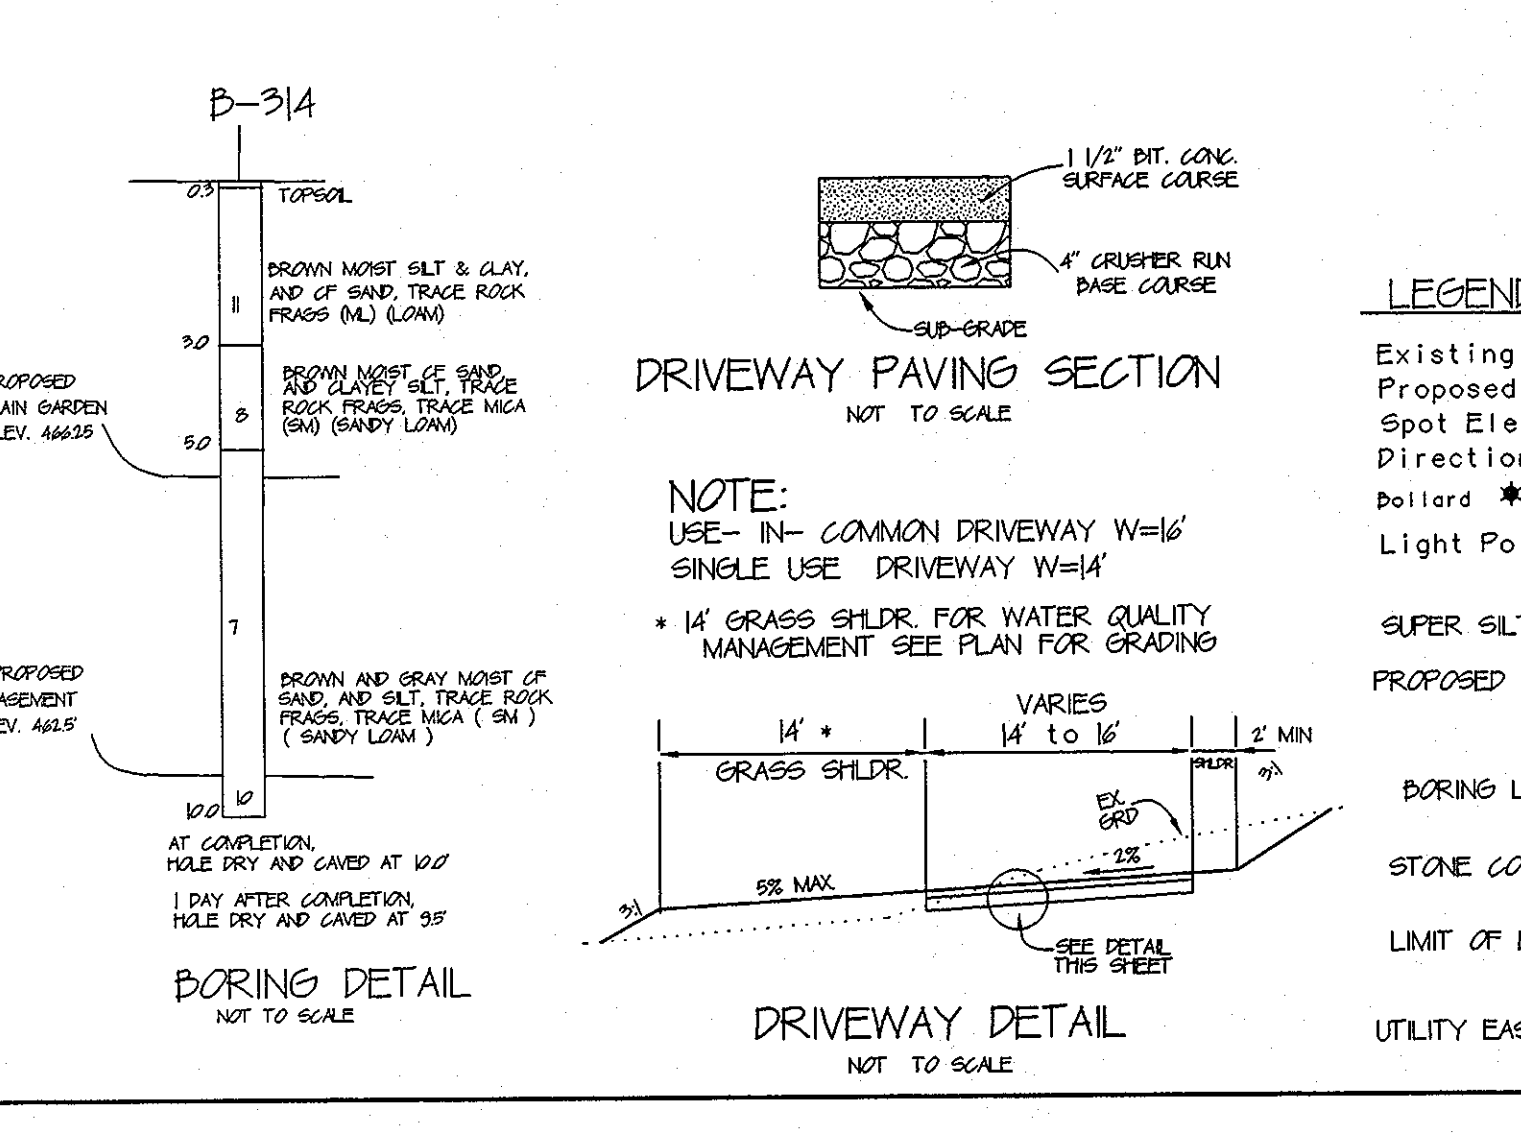 B-314
0.3
TOPSOIL
BROWN MOIST SILT & CLAY,
AND CF SAND, TRACE ROCK
FRAGS (ML) (LOAM)
11
3.0
BROWN MOIST CF SAND,
AND CLAYEY SILT, TRACE
ROCK FRAGS, TRACE MICA
(SM) (SANDY LOAM)
8
5.0
ROPOSED
AIN GARDEN
LEV. 466.25
7
ROPOSED
ASEMENT
EV. 462.5'
BROWN AND GRAY MOIST CF
SAND, AND SILT, TRACE ROCK
FRAGS, TRACE MICA ( SM )
( SANDY LOAM )
10
10.0
AT COMPLETION,
HOLE DRY AND CAVED AT 10.0'
1 DAY AFTER COMPLETION,
HOLE DRY AND CAVED AT 9.5'
BORING DETAIL
NOT TO SCALE
1 1/2" BIT. CONC.
SURFACE COURSE
4" CRUSHER RUN
BASE COURSE
SUB-GRADE
DRIVEWAY PAVING SECTION
NOT TO SCALE
NOTE:
USE- IN- COMMON DRIVEWAY W=16'
SINGLE USE DRIVEWAY W=14'
* 14' GRASS SHLDR. FOR WATER QUALITY
MANAGEMENT SEE PLAN FOR GRADING
VARIES
14' *
14' to 16'
2' MIN
GRASS SHLDR.
SHLDR
3:1
EX.
GRD
2%
5% MAX.
3:1
SEE DETAIL
THIS SHEET
DRIVEWAY DETAIL
NOT TO SCALE
LEGEND
Existing
Proposed
Spot Ele
Direction
Bollard
Light Po
SUPER SILT
PROPOSED
BORING L
STONE CO
LIMIT OF
UTILITY EAS